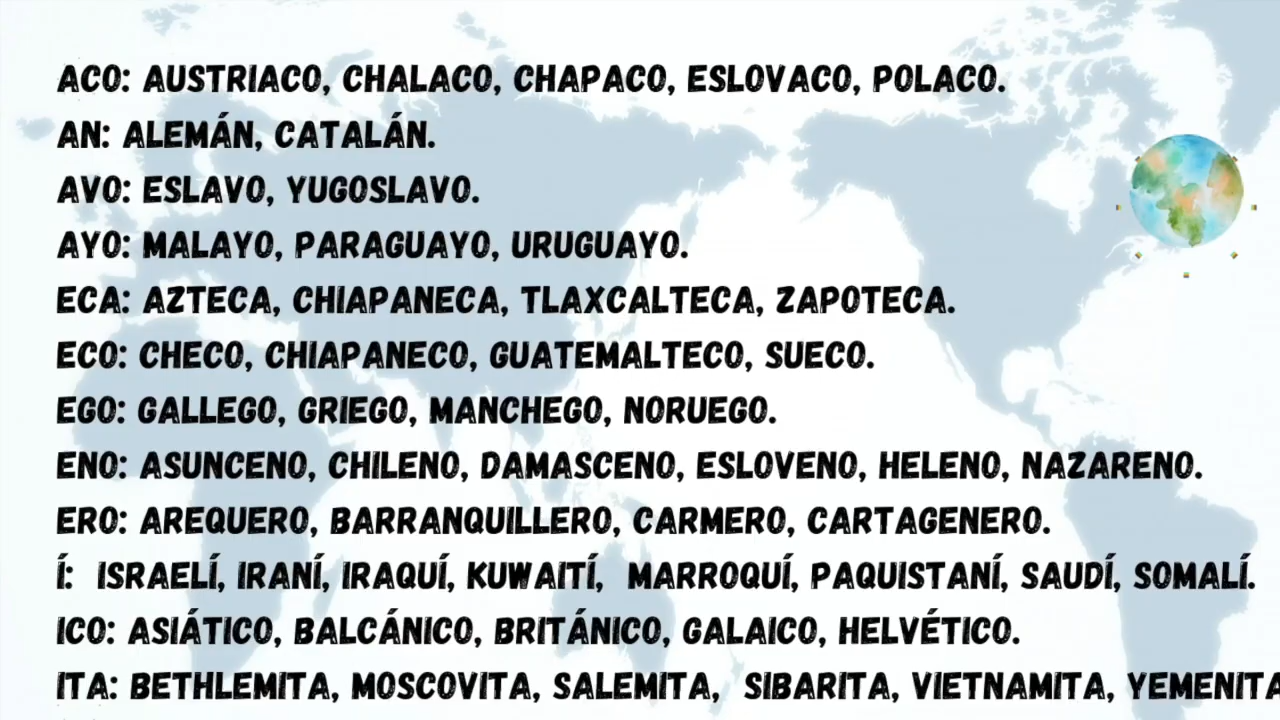 ACO: AUSTRIACO, CHALACO, CHAPACO, ESLOVACO, POLACO.
AN: ALEMÁN, CATALÁN.
AVO: ESLAVO, YUGOSLAVO.
AYO: MALAYO, PARAGUAYO, URUGUAYO.
ECA: AZTECA, CHIAPANECA, TLAXCALTECA, ZAPOTECA.
ECO: CHECO, CHIAPANECO, GUATEMALTECO, SUECO.
EGO: GALLEGO, GRIEGO, MANCHEGO, NORUEGO.
ENO: ASUNCENO, CHILENO, DAMASCENO, ESLOVENO, HELENO, NAZARENO.
ERO: AREQUERO, BARRANQUILLERO, CARMERO, CARTAGENERO.
Í: ISRAELÍ, IRANÍ, IRAQUÍ, KUWAITÍ, MARROQUÍ, PAQUISTANÍ, SAUDÍ, SOMALÍ.
ICO: ASIÁTICO, BALCÁNICO, BRITÁNICO, GALAICO, HELVÉTICO.
ITA: BETHLEMITA, MOSCOVITA, SALEMITA, SIBARITA, VIETNAMITA, YEMENITA